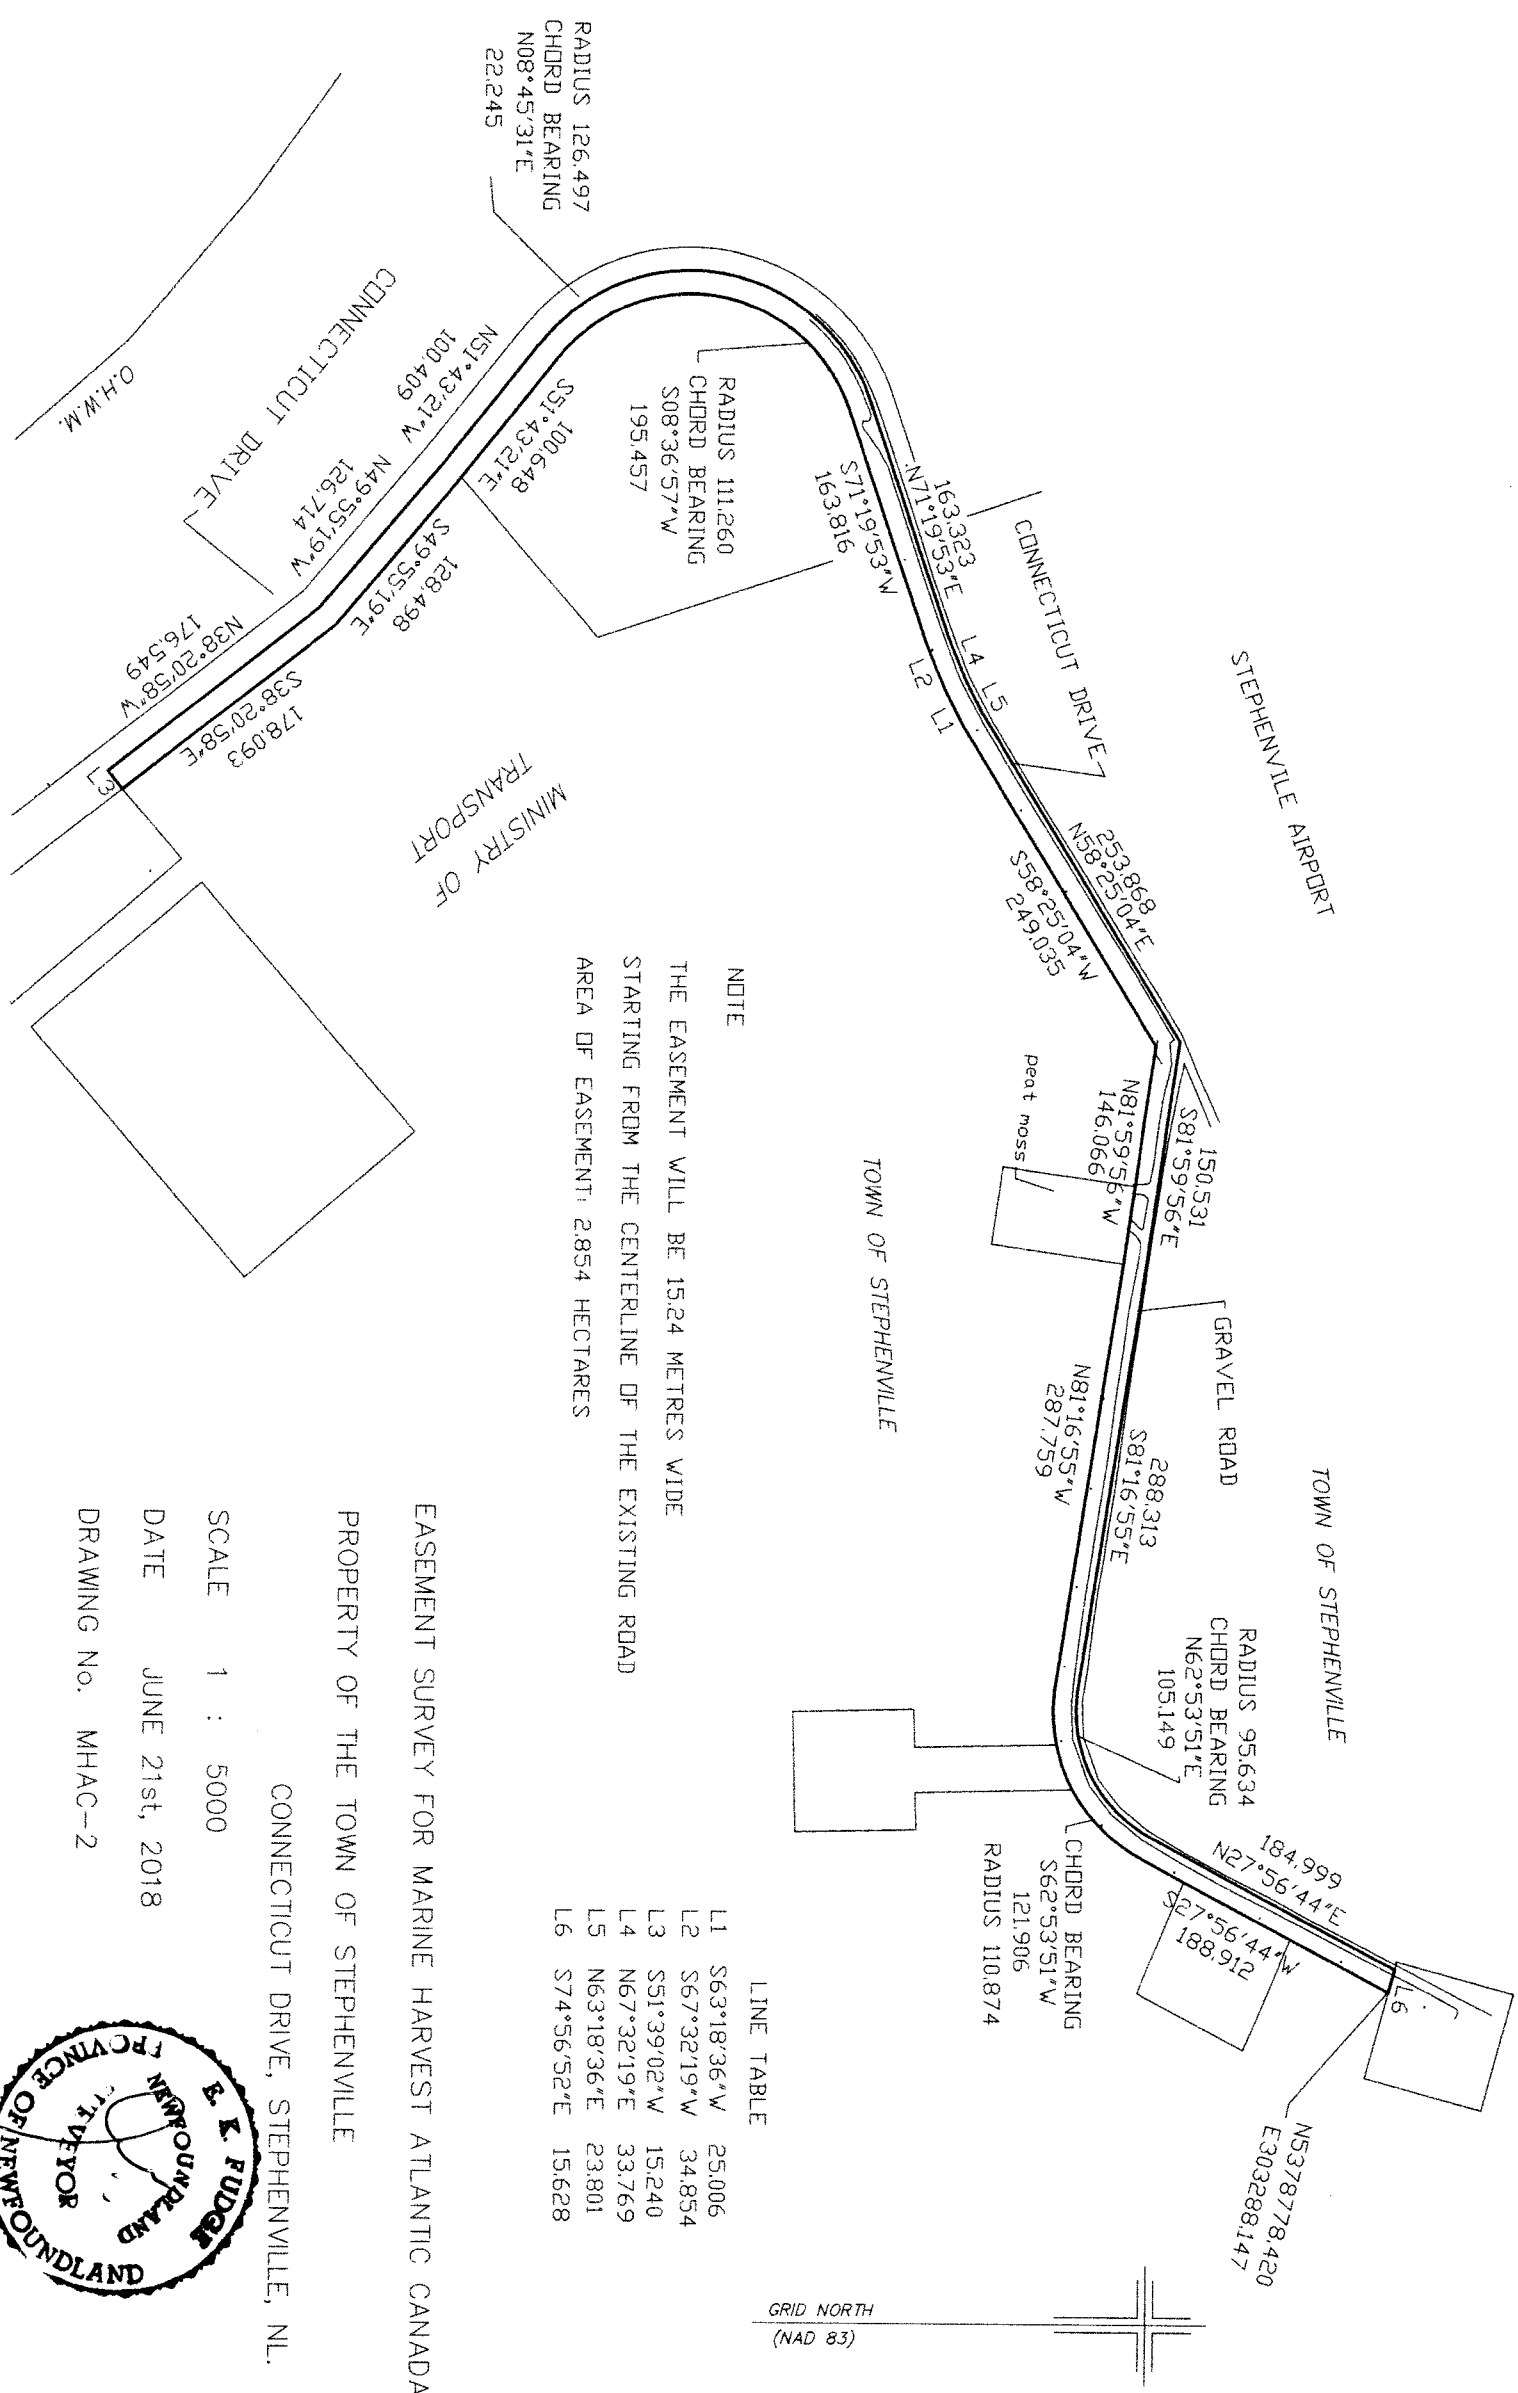 STEPHENVILE AIRPORT
TOWN OF STEPHENVILLE
N5378778.420
E303288.147
L6
184.999
N27°56'44"E
S27°56'44"W
188.912
RADIUS 95.634
CHORD BEARING
N62°53'51"E
105.149
CHORD BEARING
S62°53'51"W
121.906
RADIUS 110.874
GRAVEL ROAD
288.313
S81°16'55"E
N81°16'55"W
287.759
150.531
S81°59'56"E
N81°59'56"W
146.066
peat moss
253.868
N58°25'04"E
S58°25'04"W
249.035
CONNECTICUT DRIVE
L4
L5
L2
L1
163.323
N71°19'53"E
S71°19'53"W
163.816
TOWN OF STEPHENVILLE
RADIUS 111.260
CHORD BEARING
S08°36'57"W
195.457
RADIUS 126.497
CHORD BEARING
N08°45'31"E
22.245
N51°43'21"W
100.409
100.648
S51°43'21"E
CONNECTICUT DRIVE
N49°55'19"W
126.714
128.498
S49°55'19"E
N38°20'58"W
176.549
178.093
S38°20'58"E
L3
O.H.W.M.
MINISTRY OF
TRANSPORT
NOTE
THE EASEMENT WILL BE 15.24 METRES WIDE
STARTING FROM THE CENTERLINE OF THE EXISTING ROAD
AREA OF EASEMENT: 2.854 HECTARES
LINE TABLE
L1 S63°18'36"W 25.006
L2 S67°32'19"W 34.854
L3 S51°39'02"W 15.240
L4 N67°32'19"E 33.769
L5 N63°18'36"E 23.801
L6 S74°56'52"E 15.628
GRID NORTH
(NAD 83)
EASEMENT SURVEY FOR MARINE HARVEST ATLANTIC CANADA
PROPERTY OF THE TOWN OF STEPHENVILLE
CONNECTICUT DRIVE, STEPHENVILLE, NL.
SCALE 1 : 5000
DATE JUNE 21st, 2018
DRAWING No. MHAC-2
E. K. FUDGE
NEWFOUNDLAND
PROVINCE OF NEWFOUNDLAND